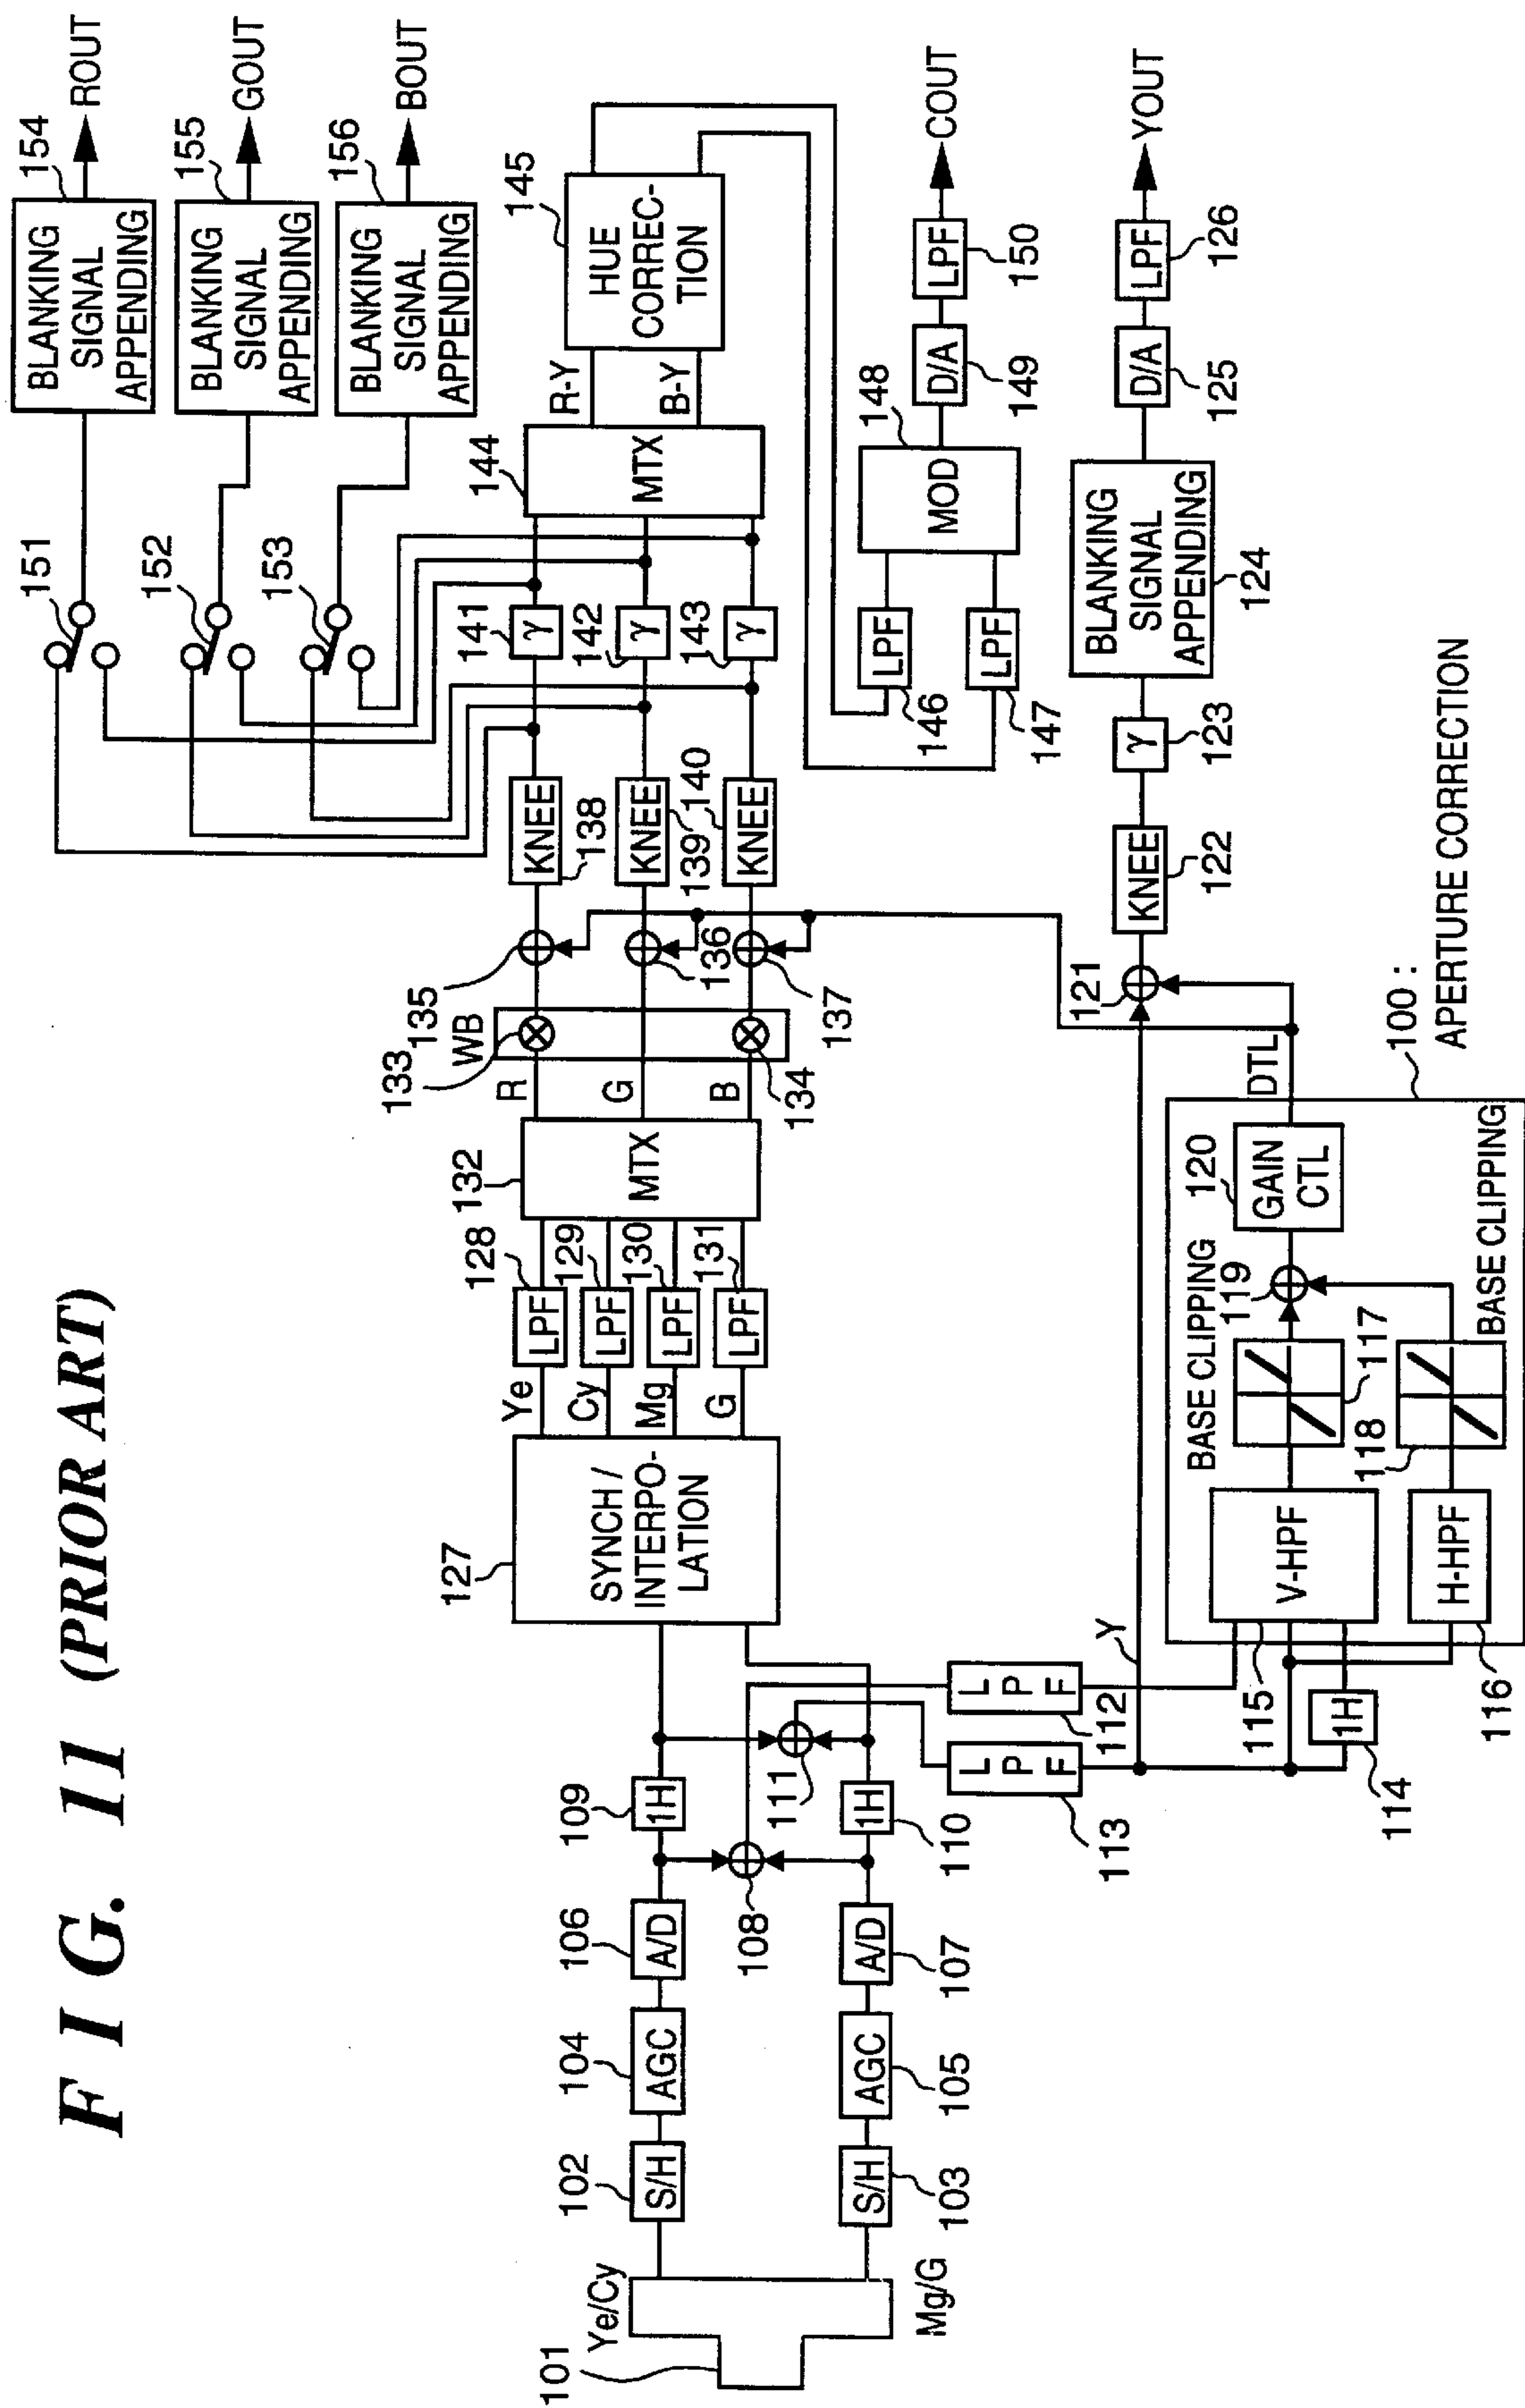 FIG. 11 (PRIOR ART)
101
Ye/Cy
Mg/G
102
S/H
103
S/H
104
AGC
105
AGC
106
A/D
107
A/D
108
109
1H
110
1H
111
112
LPF
113
LPF
Y
114
1H
127
SYNCH /
INTERPO-
LATION
Ye
Cy
Mg
G
128
LPF
129
LPF
130
LPF
131
LPF
132
MTX
R
G
B
133
WB
134
135
136
137
138
KNEE
139
KNEE
140
KNEE
141
γ
142
γ
143
γ
144
MTX
R-Y
B-Y
145
HUE
CORREC-
TION
151
152
153
154
BLANKING
SIGNAL
APPENDING
ROUT
155
BLANKING
SIGNAL
APPENDING
GOUT
156
BLANKING
SIGNAL
APPENDING
BOUT
146
LPF
147
LPF
148
MOD
149
D/A
150
LPF
COUT
115
V-HPF
116
H-HPF
BASE CLIPPING
117
118
BASE CLIPPING
119
120
GAIN
CTL
DTL
100 :
APERTURE CORRECTION
121
122
KNEE
123
γ
124
BLANKING
SIGNAL
APPENDING
125
D/A
126
LPF
YOUT